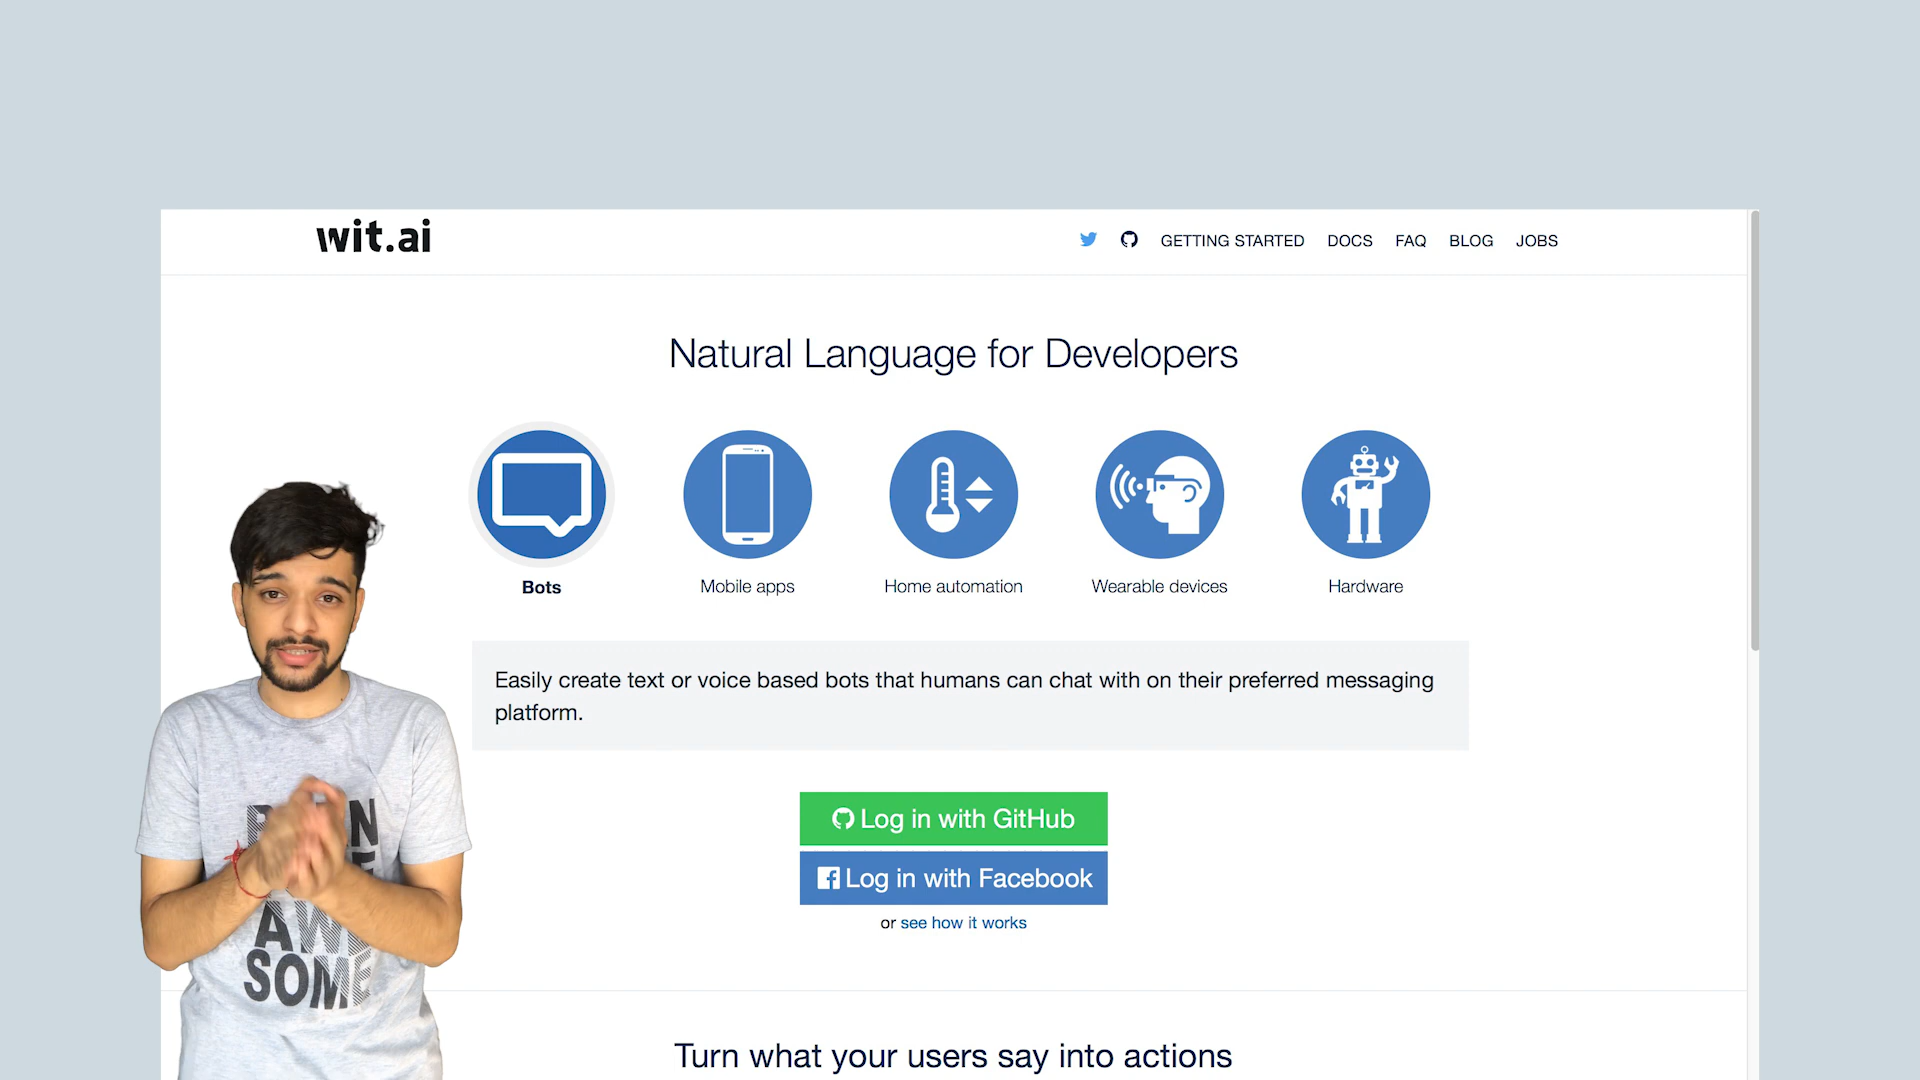 wit.ai
GETTING STARTED DOCS FAQ BLOG JOBS
Natural Language for Developers
Bots
Mobile apps
Home automation
Wearable devices
Hardware
Easily create text or voice based bots that humans can chat with on their preferred messaging
platform.
Log in with GitHub
Log in with Facebook
or see how it works
AWE
SOME
Turn what your users say into actions